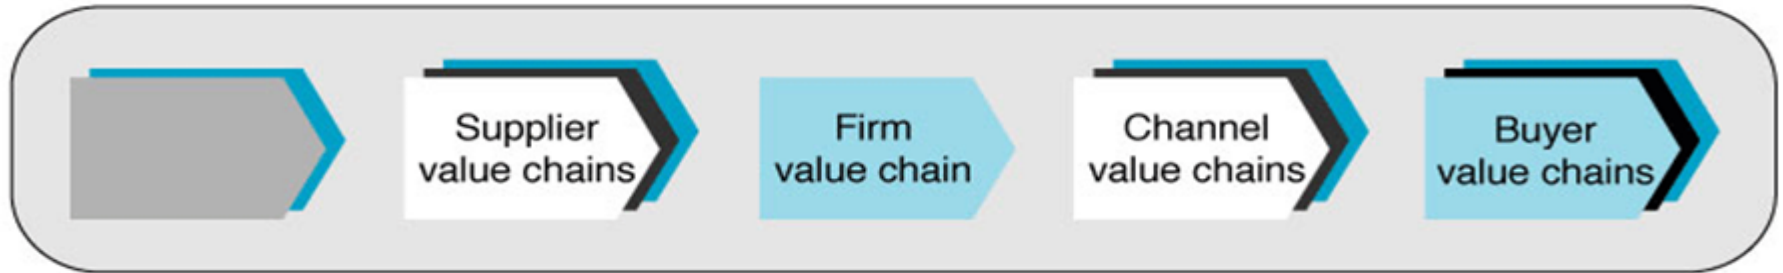 Supplier
value chains
Firm
value chain
Channel
value chains
Buyer
value chains